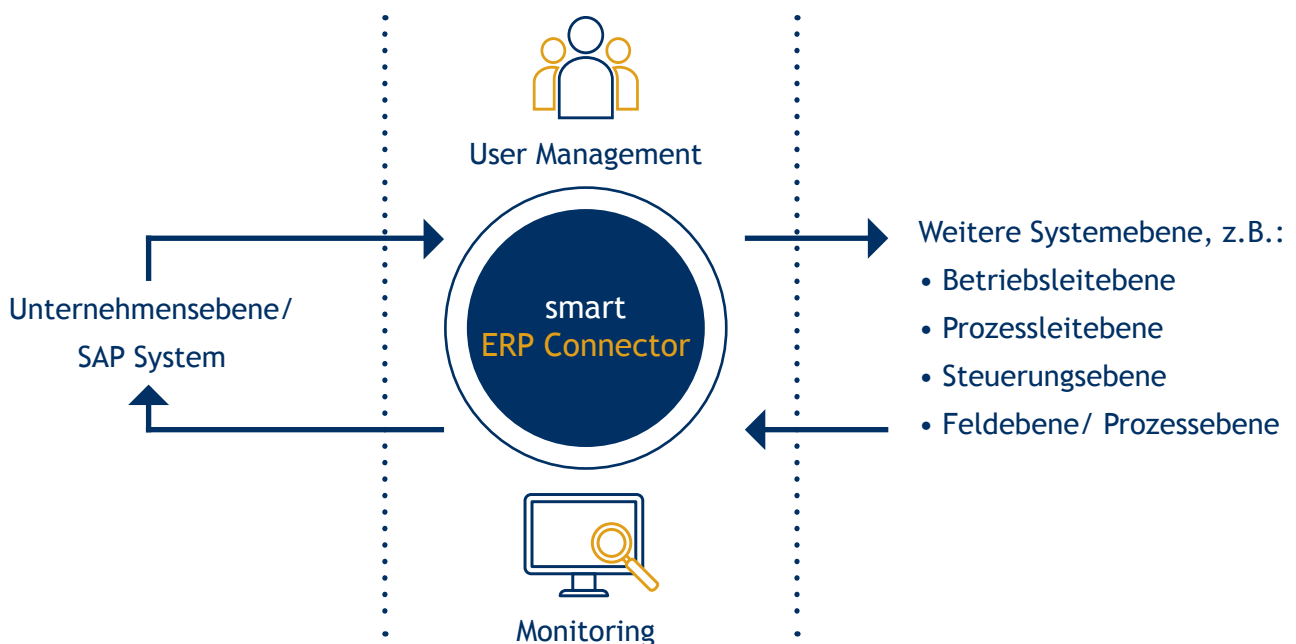 User Management
smart
ERP Connector
Unternehmensebene/
SAP System
Weitere Systemebene, z.B.:
• Betriebsleitebene
• Prozessleitebene
• Steuerungsebene
• Feldebene/ Prozessebene
Monitoring